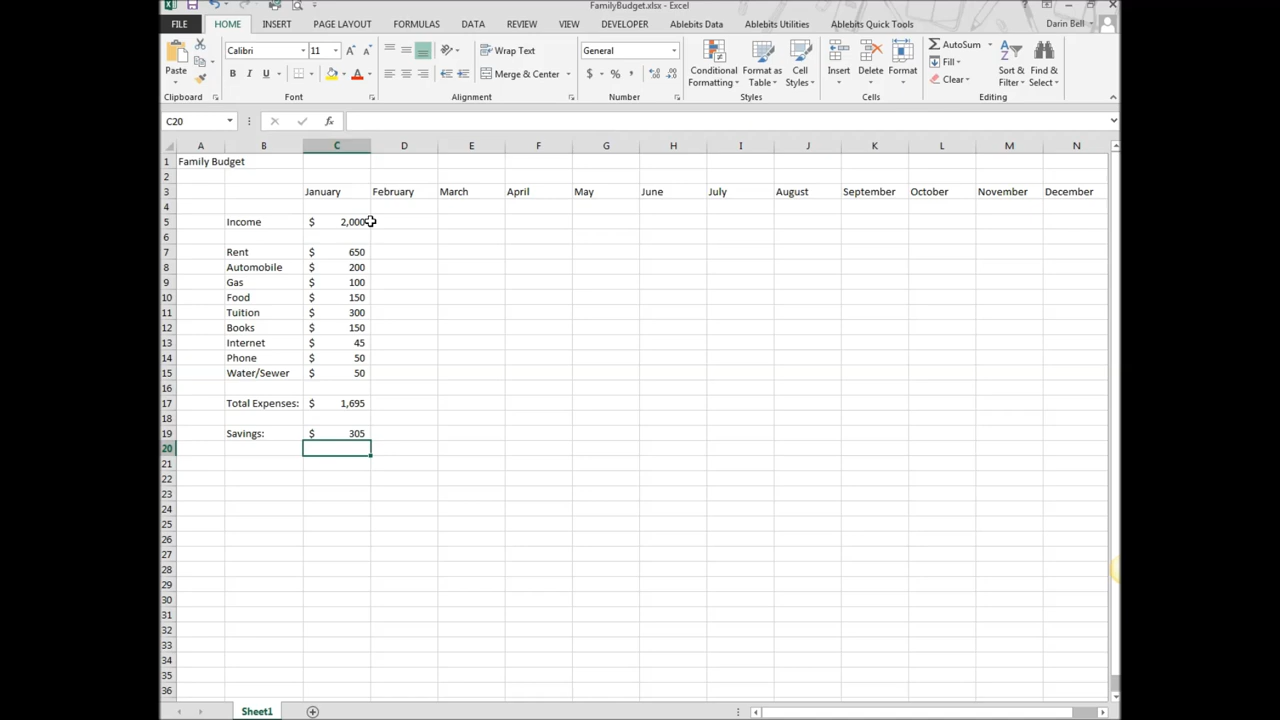 FamilyBudget.xlsx - Excel
FILE HOME INSERT PAGE LAYOUT FORMULAS DATA REVIEW VIEW DEVELOPER Ablebits Data Ablebits Utilities Ablebits Quick Tools Darin Bell
Paste Calibri 11 Wrap Text General Conditional Formatting Format as Table Cell Styles Insert Delete Format AutoSum Fill Clear Sort & Filter Find & Select
B I U A Merge & Center $ % ,
Clipboard Font Alignment Number Styles Cells Editing
C20 fx
A B C D E F G H I J K L M N
1 Family Budget
2
3 January February March April May June July August September October November December
4
5 Income $ 2,000
6
7 Rent $ 650
8 Automobile $ 200
9 Gas $ 100
10 Food $ 150
11 Tuition $ 300
12 Books $ 150
13 Internet $ 45
14 Phone $ 50
15 Water/Sewer $ 50
16
17 Total Expenses: $ 1,695
18
19 Savings: $ 305
20
21
22
23
24
25
26
27
28
29
30
31
32
33
34
35
36
Sheet1